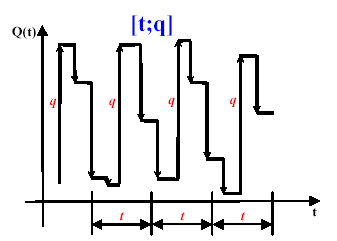 [t;q]
Q(t)
q q q q
t
t t t